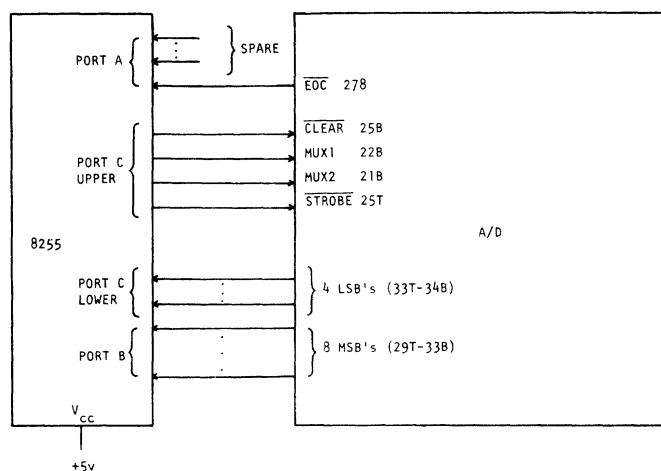 SPARE
PORT A
EOC 278
CLEAR 25B
PORT C
UPPER
MUX1 22B
MUX2 21B
STROBE 25T
A/D
8255
PORT C
LOWER
4 LSB's (33T-34B)
PORT B
8 MSB's (29T-33B)
Vcc
+5v